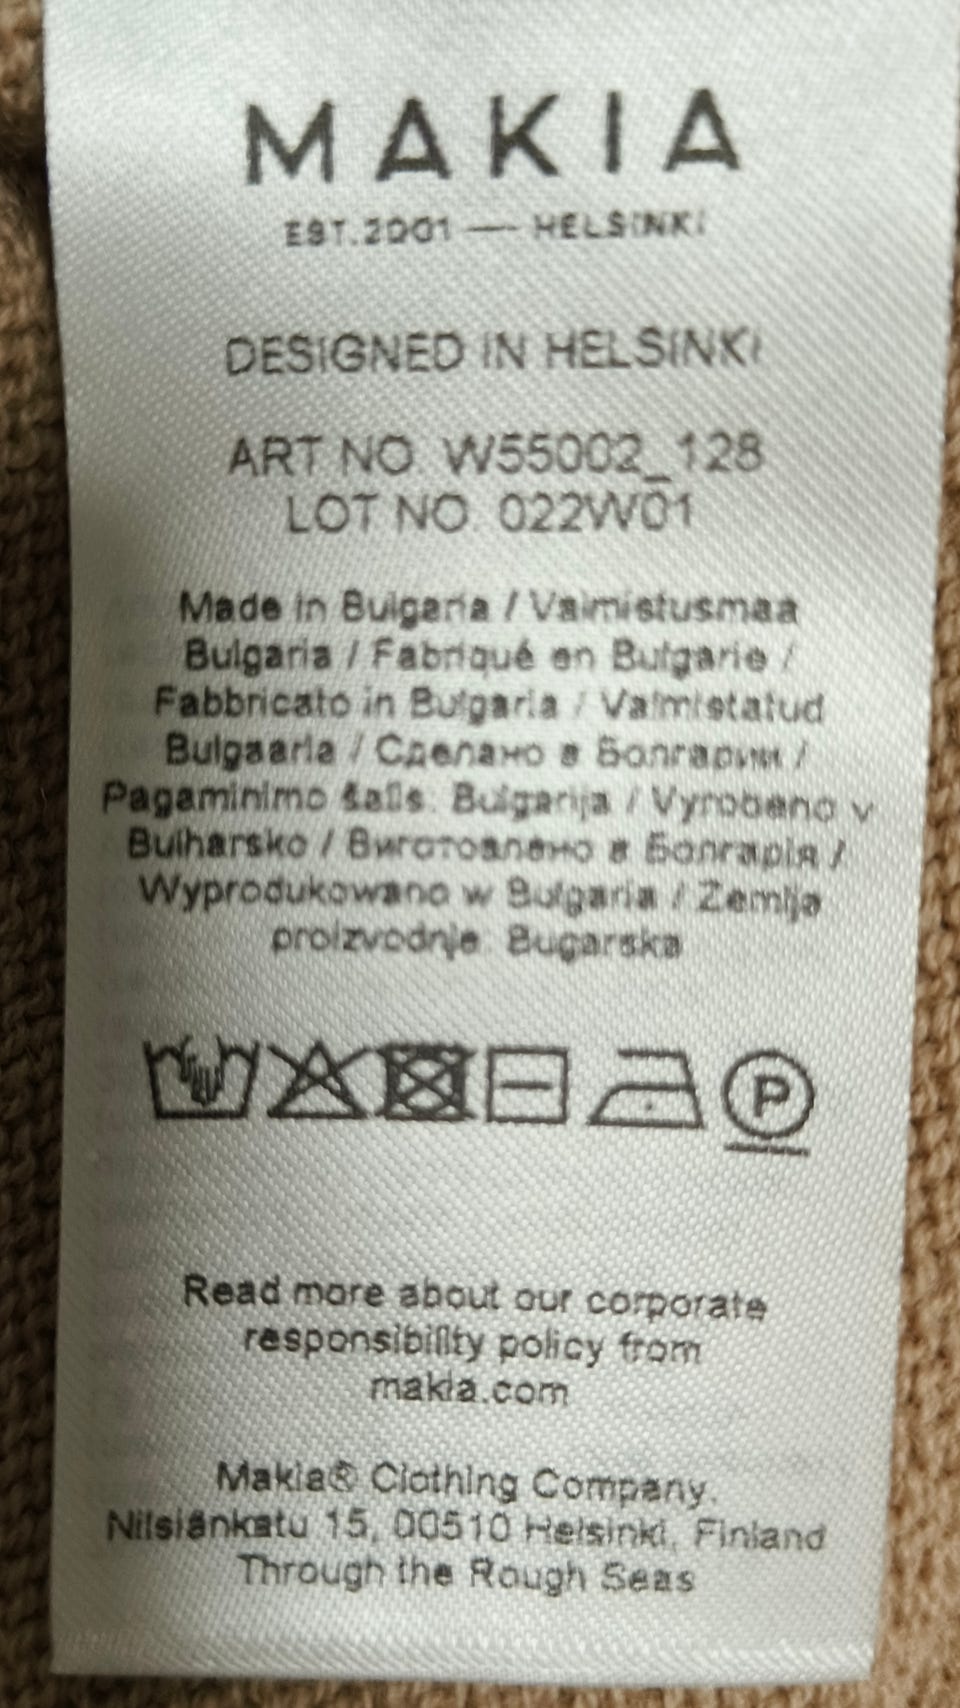 MAKIA
EST.2001 — HELSINKI
DESIGNED IN HELSINKI
ART NO. W55002_128
LOT NO. 022W01
Made in Bulgaria / Valmistusmaa
Bulgaria / Fabriqué en Bulgarie /
Fabbricato in Bulgaria / Valmistatud
Bulgaaria / Сделано в Болгарии /
Pagaminimo šalis: Bulgarija / Vyrobeno v
Bulharsko / Виготовлено в Болгарія /
Wyprodukowano w Bulgaria / Zemlja
proizvodnje: Bugarska
P
Read more about our corporate
responsibility policy from
makia.com
Makia® Clothing Company.
Nilsiänkatu 15, 00510 Helsinki, Finland
Through the Rough Seas